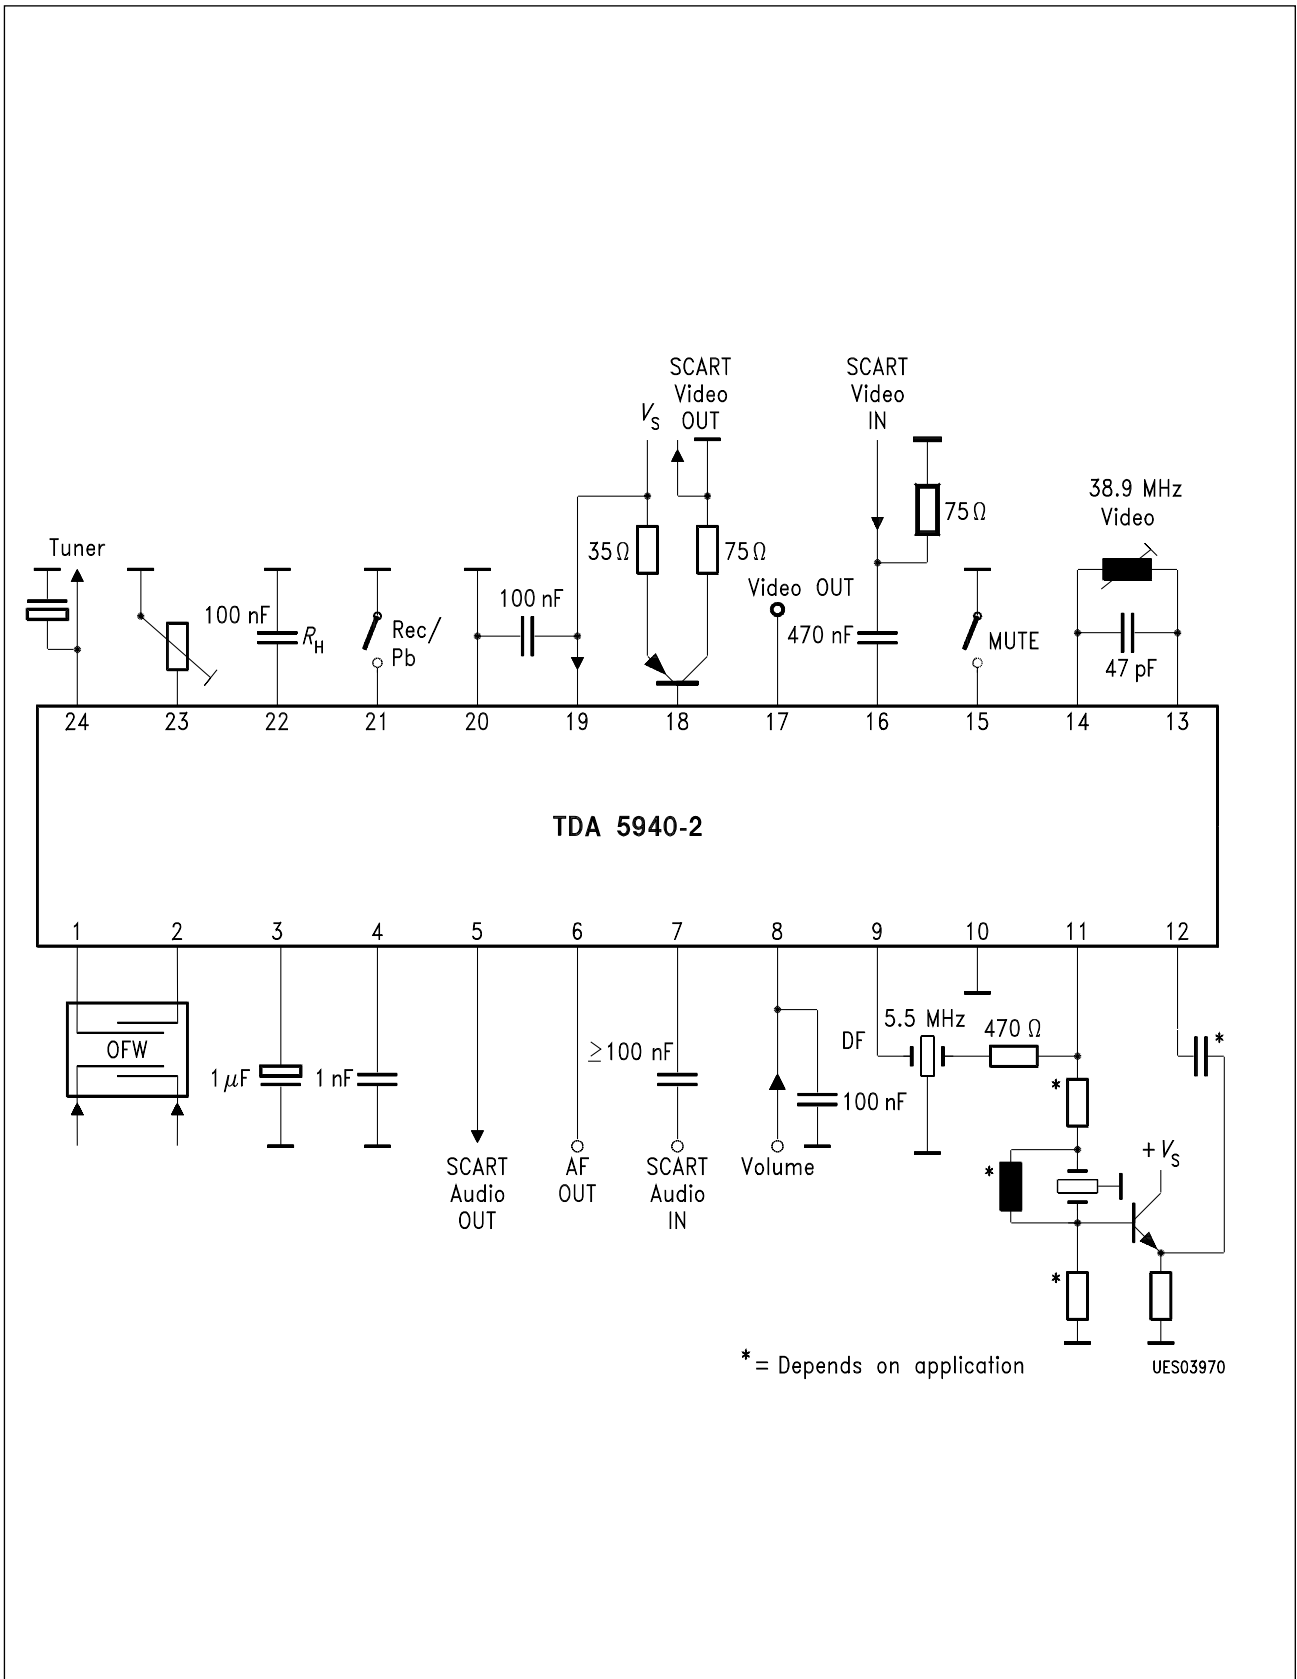 SCART
Video
OUT
V_S
SCART
Video
IN
38.9 MHz
Video
75 Ω
35 Ω
75 Ω
Tuner
Video OUT
100 nF
100 nF
R_H
Rec/
Pb
470 nF
MUTE
47 pF
24 23 22 21 20 19 18 17 16 15 14 13
TDA 5940-2
1 2 3 4 5 6 7 8 9 10 11 12
OFW
1 μF
1 nF
≥100 nF
DF
5.5 MHz
470 Ω
*
*
100 nF
SCART
Audio
OUT
AF
OUT
SCART
Audio
IN
Volume
*
+V_S
*
* = Depends on application
UES03970